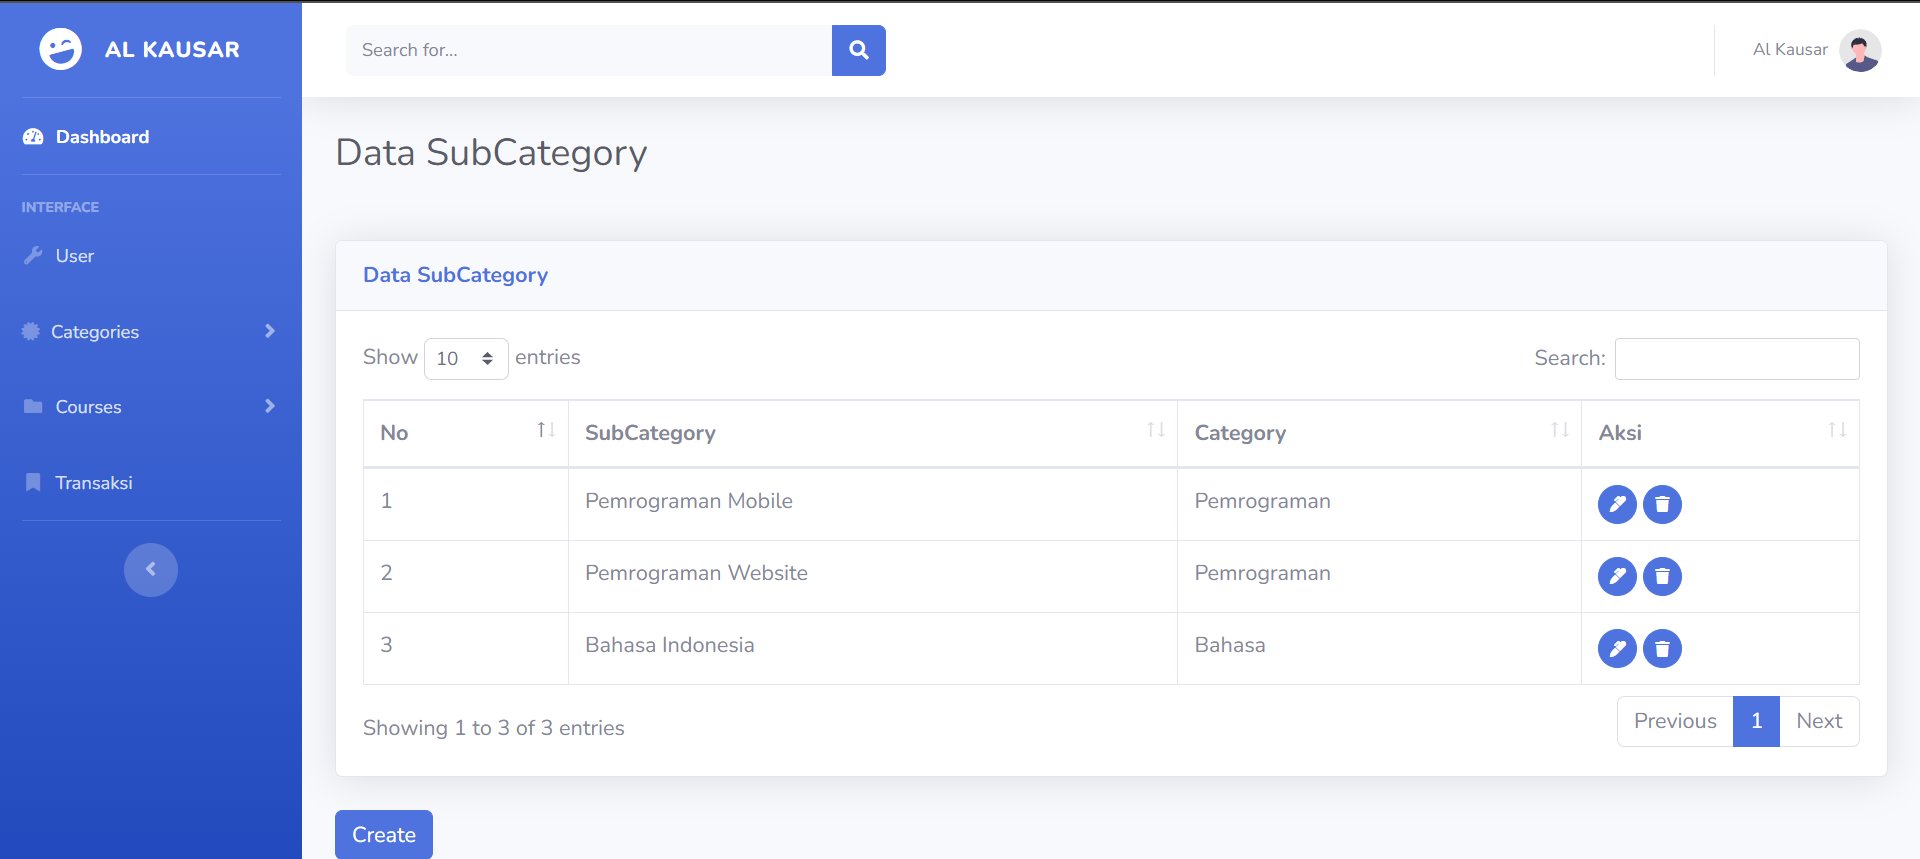 AL KAUSAR
Search for...
Al Kausar
Dashboard
INTERFACE
User
Categories
Courses
Transaksi
Data SubCategory
Data SubCategory
Show 10 entries
Search:
No SubCategory Category Aksi
1 Pemrograman Mobile Pemrograman
2 Pemrograman Website Pemrograman
3 Bahasa Indonesia Bahasa
Showing 1 to 3 of 3 entries
Previous 1 Next
Create